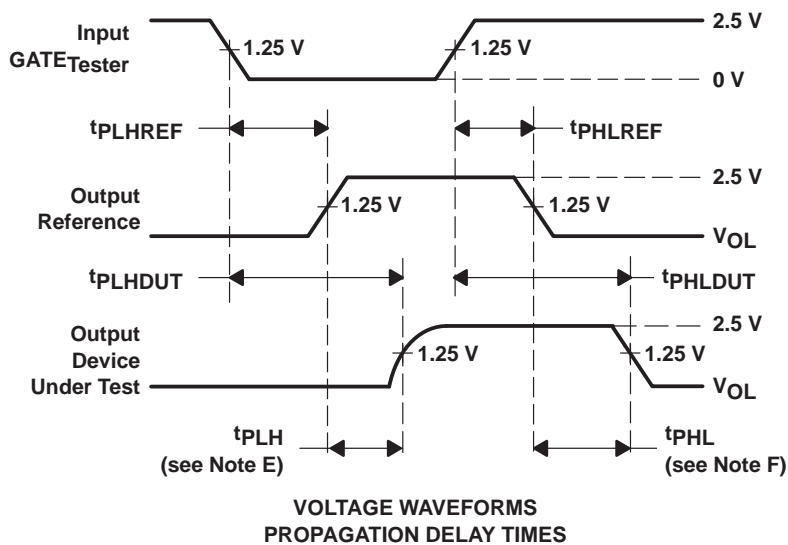 Input
GATETester
1.25 V
1.25 V
2.5 V
0 V
tPLHREF
tPHLREF
Output
Reference
1.25 V
1.25 V
2.5 V
VOL
tPLHDUT
tPHLDUT
Output
Device
Under Test
1.25 V
1.25 V
2.5 V
VOL
tPLH
(see Note E)
tPHL
(see Note F)
VOLTAGE WAVEFORMS
PROPAGATION DELAY TIMES